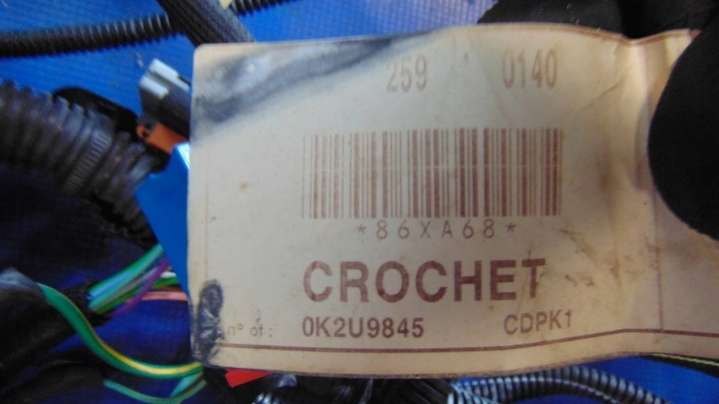 259 0140
*86XA68*
CROCHET
n° of: 0K2U9845 CDPK1